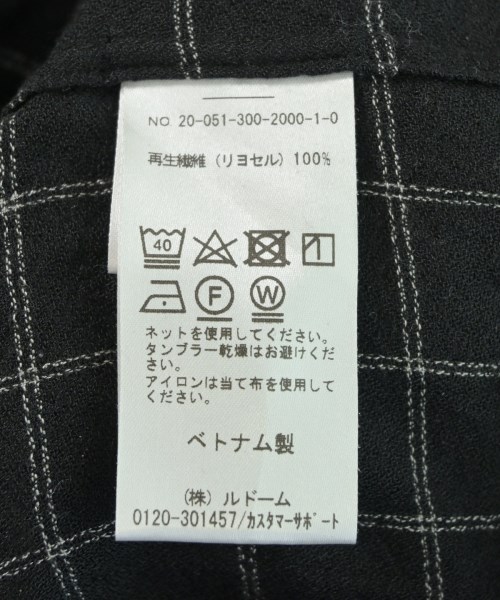 NO. 20-051-300-2000-1-0
再生繊維 (リヨセル) 100%
40
F W
ネットを使用してください。
タンブラー乾燥はお避けくだ
さい。
アイロンは当て布を使用して
ください。
ベトナム製
(株) ルドーム
0120-301457/カスタマーサポート